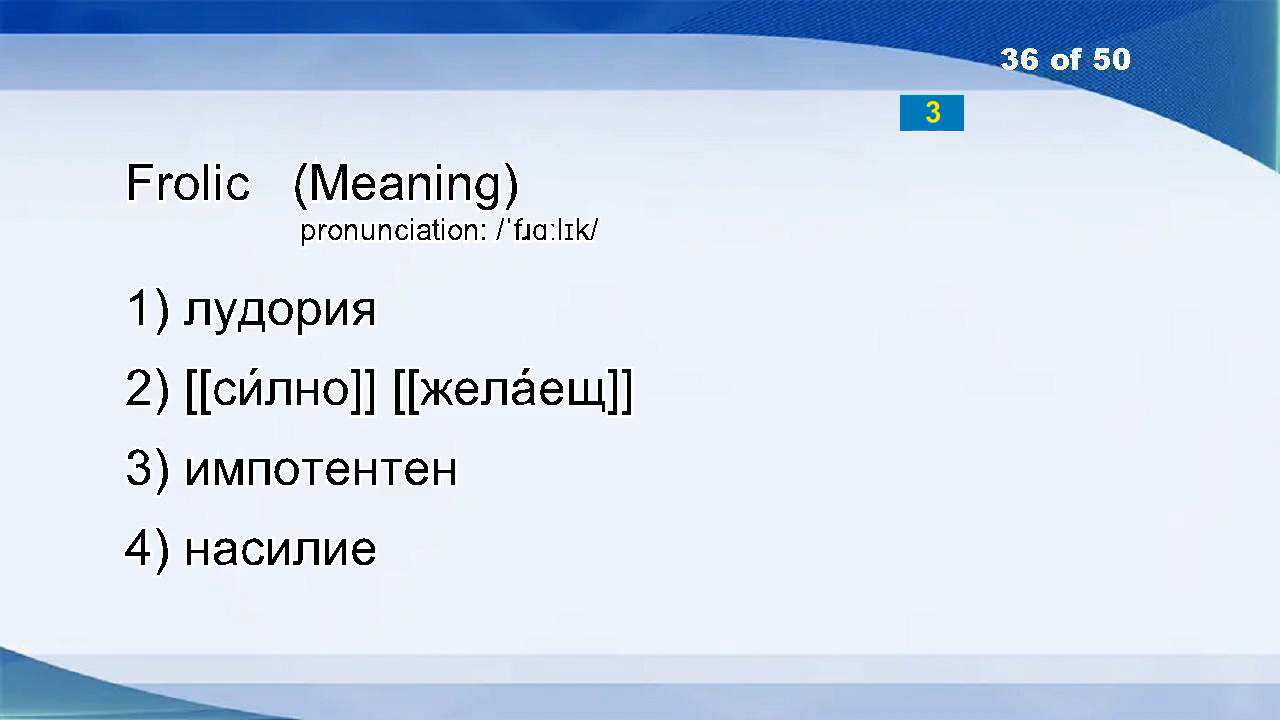 36 of 50
3
Frolic (Meaning)
pronunciation: /ˈfɹɑːlɪk/
1) лудория
2) [[си́лно]] [[жела́ещ]]
3) импотентен
4) насилие